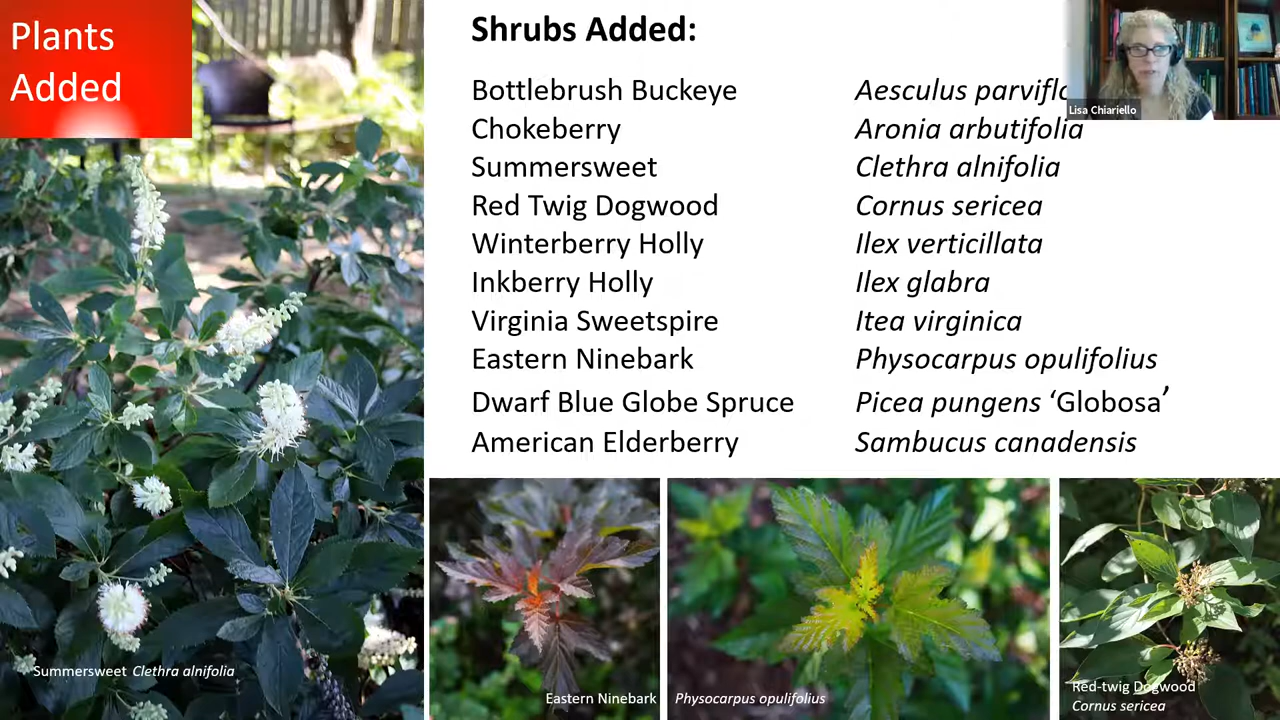 Plants
Added
Shrubs Added:
Bottlebrush Buckeye
Aesculus
Lisa Chiariello
Chokeberry
Aronia arbutifolia
Summersweet
Clethra alnifolia
Red Twig Dogwood
Cornus sericea
Winterberry Holly
Ilex verticillata
Inkberry Holly
Ilex glabra
Virginia Sweetspire
Itea virginica
Eastern Ninebark
Physocarpus opulifolius
Dwarf Blue Globe Spruce
Picea pungens ‘Globosa’
American Elderberry
Sambucus canadensis
Summersweet Clethra alnifolia
Eastern Ninebark
Physocarpus opulifolius
Red-twig Dogwood
Cornus sericea